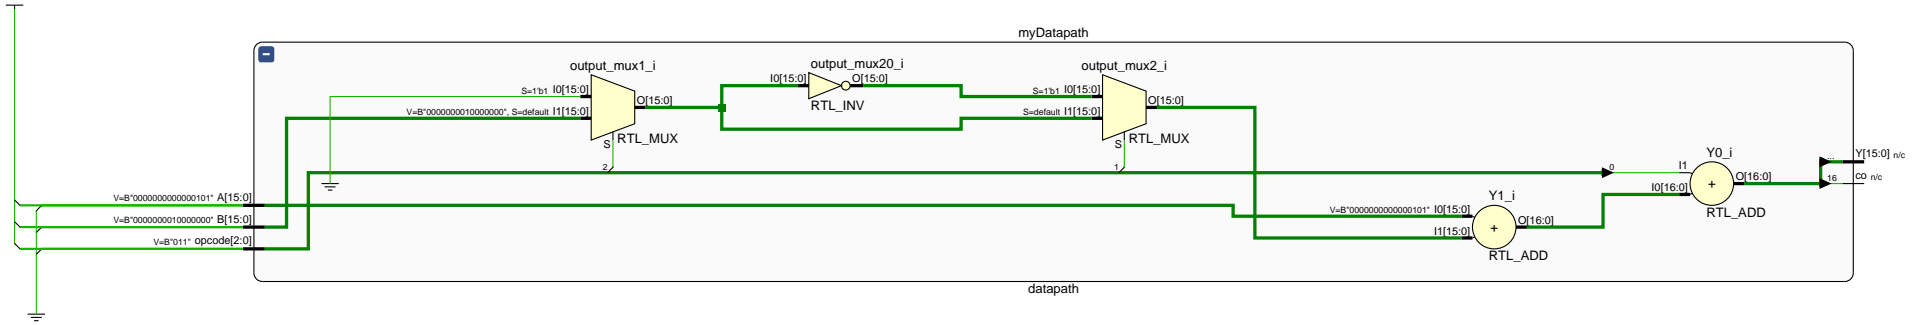 myDatapath
output_mux1_i
output_mux20_i
output_mux2_i
S=1'b1 I0[15:0]
V=B"0000000010000000", S=default I1[15:0]
O[15:0]
S
RTL_MUX
2
I0[15:0]
O[15:0]
RTL_INV
S=1'b1 I0[15:0]
S=default I1[15:0]
O[15:0]
S
RTL_MUX
1
0
Y0_i
I1
I0[16:0]
+
O[16:0]
RTL_ADD
...
Y[15:0] n/c
16
co n/c
V=B"0000000000000101" A[15:0]
V=B"0000000010000000" B[15:0]
V=B"011" opcode[2:0]
Y1_i
V=B"0000000000000101" I0[15:0]
I1[15:0]
+
O[16:0]
RTL_ADD
datapath